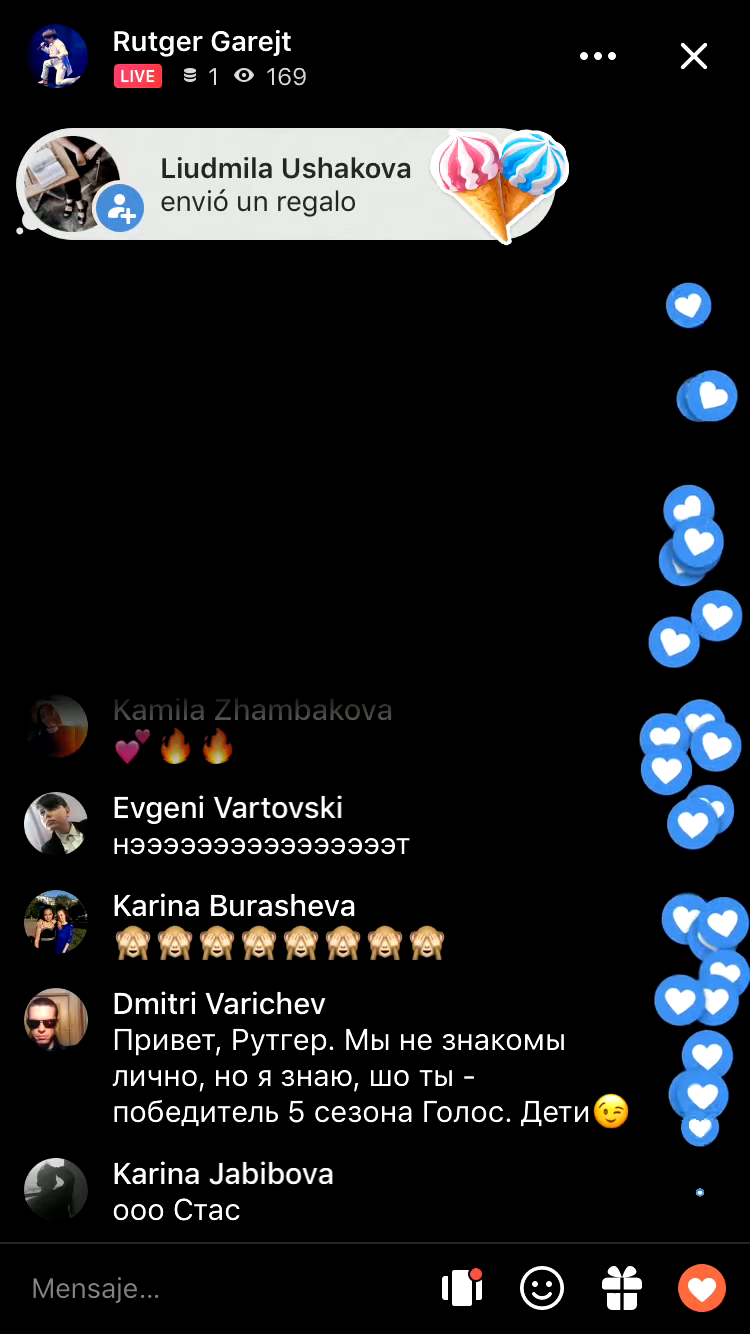 Rutger Garejt
LIVE 1 169
Liudmila Ushakova
envió un regalo
Kamila Zhambakova
💕🔥🔥
Evgeni Vartovski
нэээээээээээээээээт
Karina Burasheva
🙈🙈🙈🙈🙈🙈🙈🙈
Dmitri Varichev
Привет, Рутгер. Мы не знакомы
лично, но я знаю, шо ты -
победитель 5 сезона Голос. Дети😉
Karina Jabibova
ооо Стас
Mensaje...